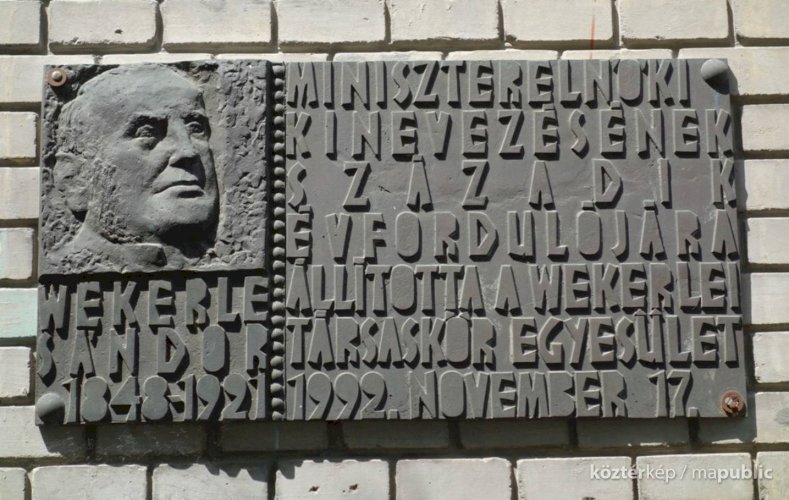 WEKERLE
SÁNDOR
1848-1921
MINISZTERELNÖKI
KINEVEZÉSÉNEK
SZÁZADIK
ÉVFORDULÓJÁRA
ÁLLÍTOTTA A WEKERLEI
TÁRSASKÖR EGYESÜLET
1992. NOVEMBER 17.
köztérkép / mapublic